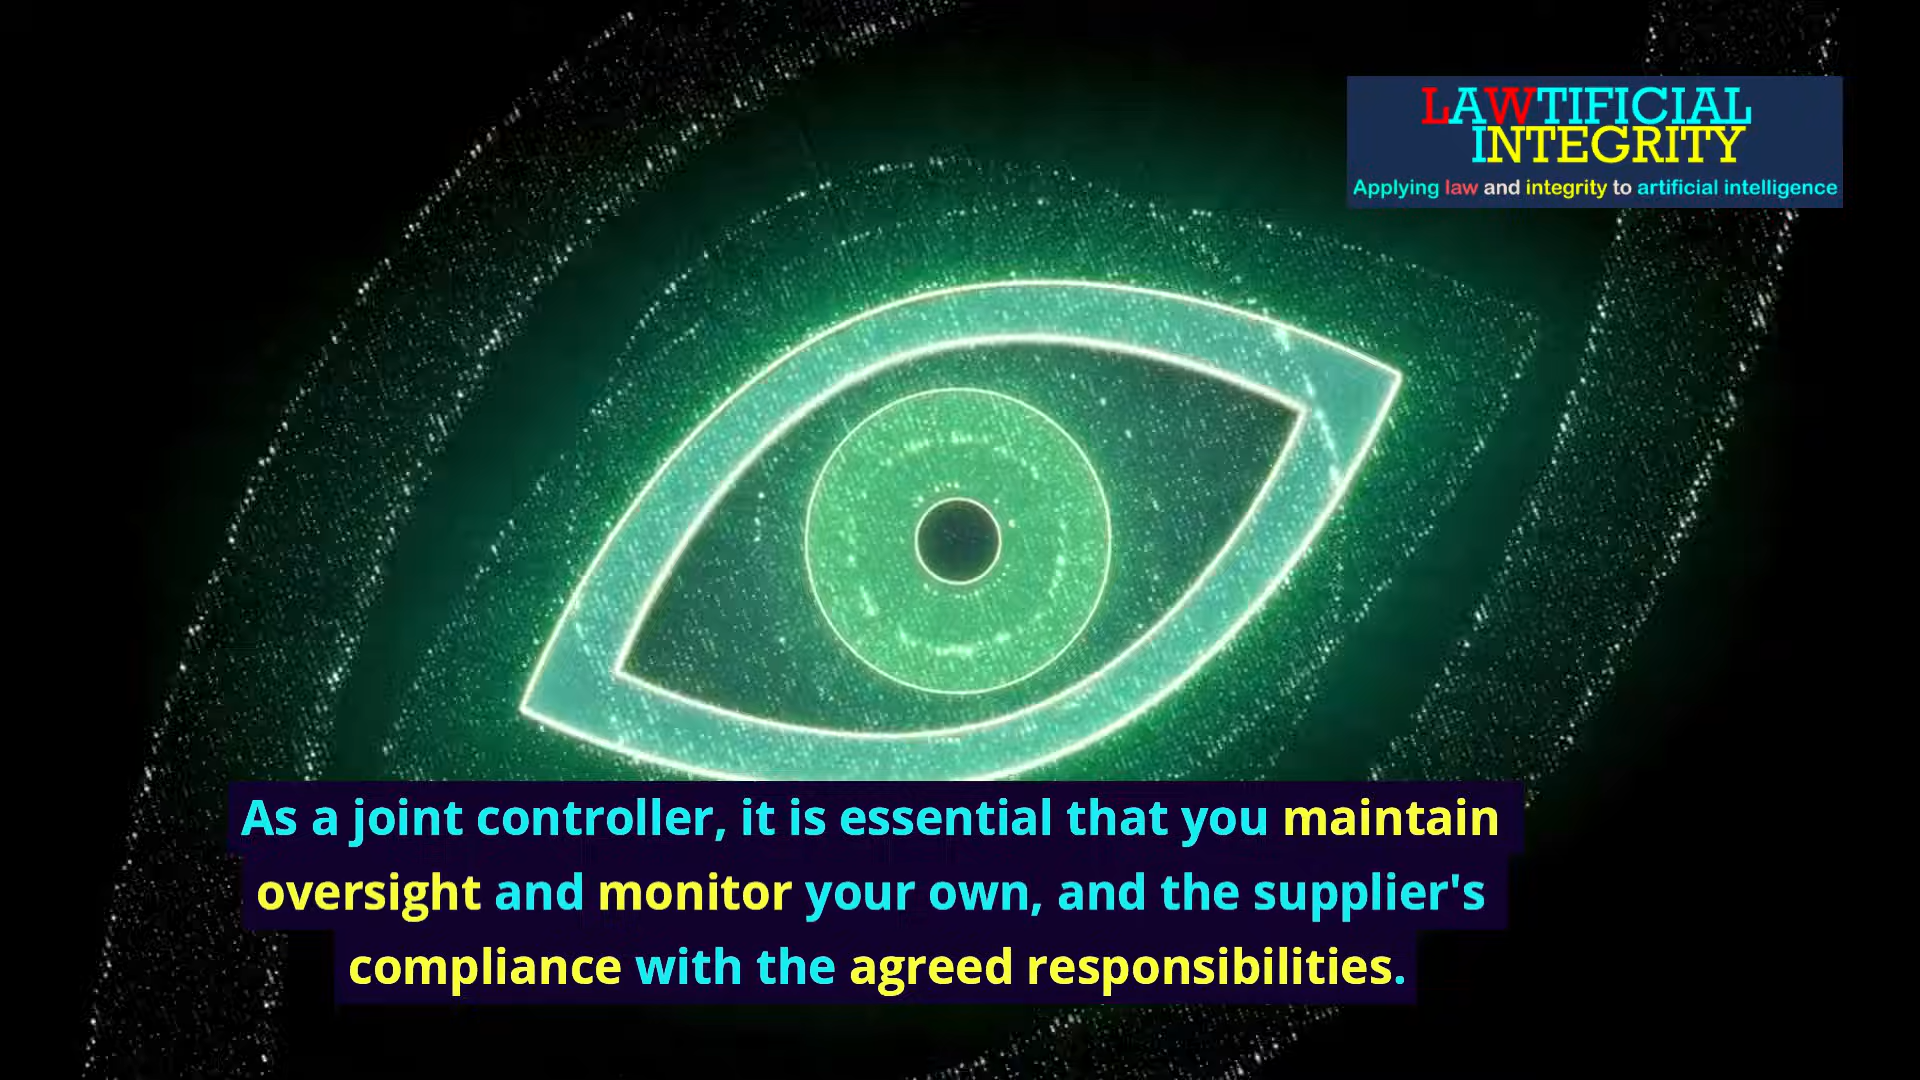 LAWTIFICIAL
INTEGRITY
Applying law and integrity to artificial intelligence
As a joint controller, it is essential that you maintain
oversight and monitor your own, and the supplier's
compliance with the agreed responsibilities.